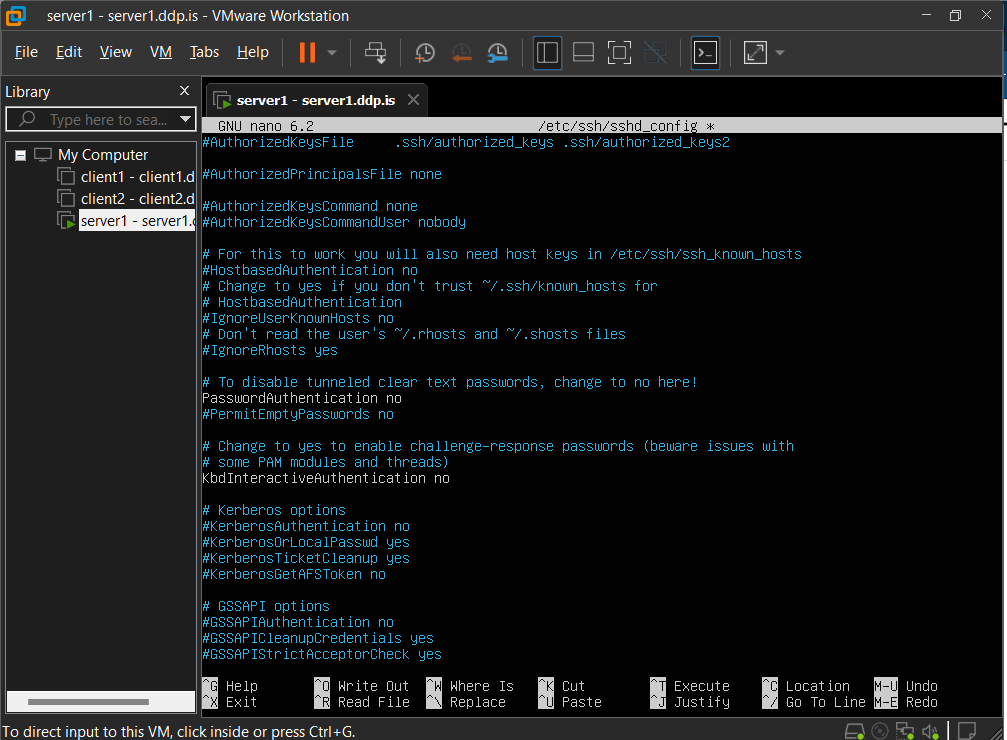 server1 - server1.ddp.is - VMware Workstation
File Edit View VM Tabs Help
Library
Type here to sea...
My Computer
client1 - client1.d
client2 - client2.d
server1 - server1.
server1 - server1.ddp.is
GNU nano 6.2 /etc/ssh/sshd_config *
#AuthorizedKeysFile .ssh/authorized_keys .ssh/authorized_keys2
#AuthorizedPrincipalsFile none
#AuthorizedKeysCommand none
#AuthorizedKeysCommandUser nobody
# For this to work you will also need host keys in /etc/ssh/ssh_known_hosts
#HostbasedAuthentication no
# Change to yes if you don't trust ~/.ssh/known_hosts for
# HostbasedAuthentication
#IgnoreUserKnownHosts no
# Don't read the user's ~/.rhosts and ~/.shosts files
#IgnoreRhosts yes
# To disable tunneled clear text passwords, change to no here!
PasswordAuthentication no
#PermitEmptyPasswords no
# Change to yes to enable challenge-response passwords (beware issues with
# some PAM modules and threads)
KbdInteractiveAuthentication no
# Kerberos options
#KerberosAuthentication no
#KerberosOrLocalPasswd yes
#KerberosTicketCleanup yes
#KerberosGetAFSToken no
# GSSAPI options
#GSSAPIAuthentication no
#GSSAPICleanupCredentials yes
#GSSAPIStrictAcceptorCheck yes
^G Help ^O Write Out ^W Where Is ^K Cut ^T Execute ^C Location M-U Undo
^X Exit ^R Read File ^\ Replace ^U Paste ^J Justify ^/ Go To Line M-E Redo
To direct input to this VM, click inside or press Ctrl+G.